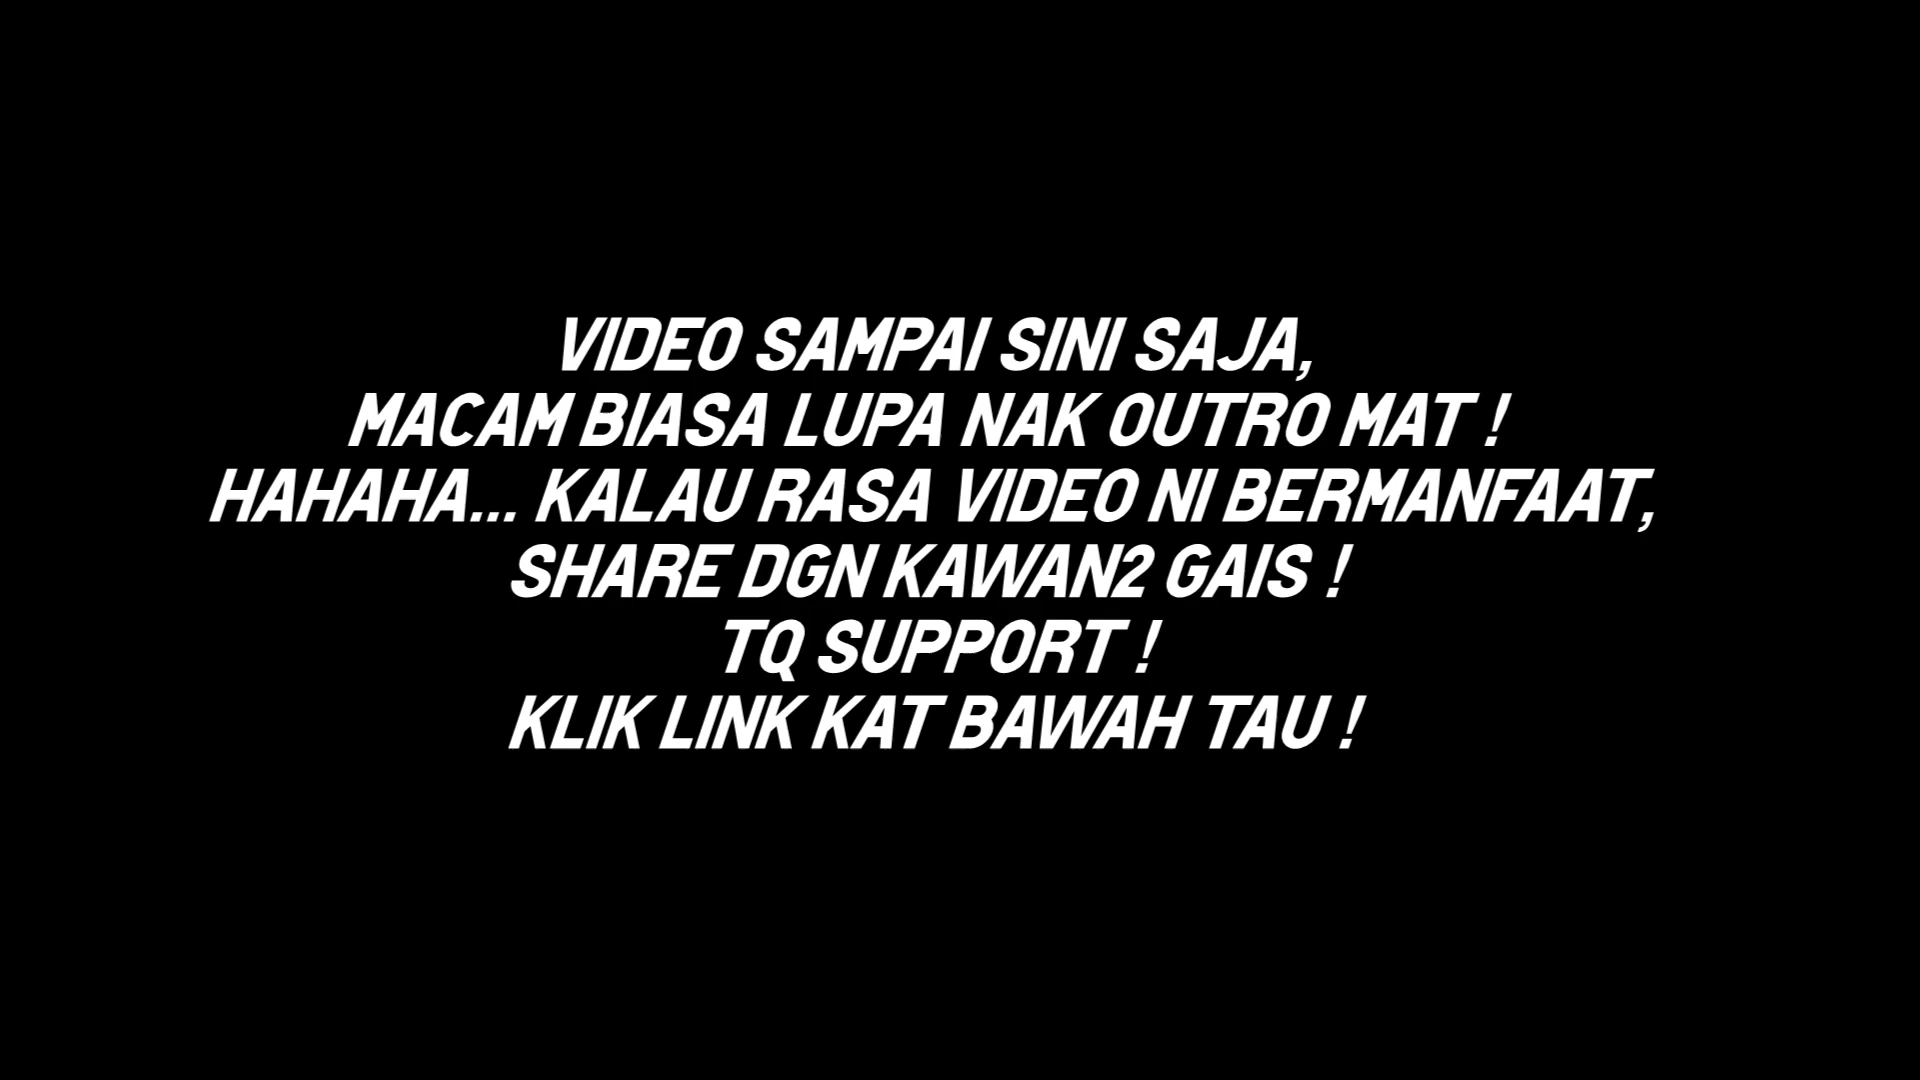 VIDEO SAMPAI SINI SAJA,
MACAM BIASA LUPA NAK OUTRO MAT !
HAHAHA... KALAU RASA VIDEO NI BERMANFAAT,
SHARE DGN KAWAN2 GAIS !
TQ SUPPORT !
KLIK LINK KAT BAWAH TAU !